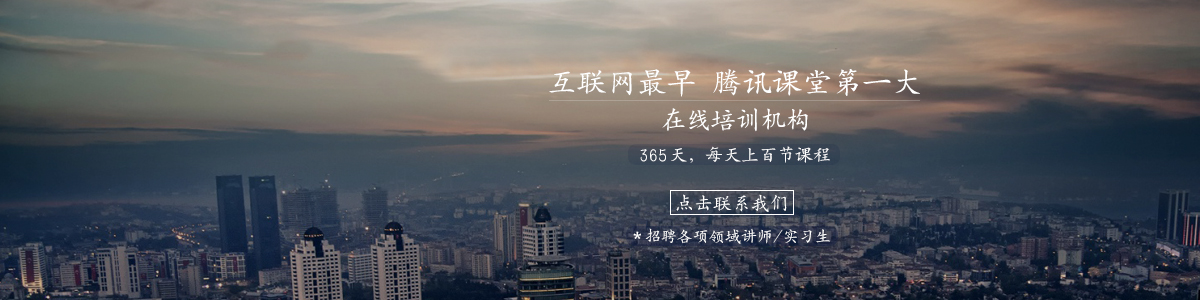 互联网最早 腾讯课堂第一大
在线培训机构
365天，每天上百节课程
点击联系我们
*招聘各项领域讲师/实习生